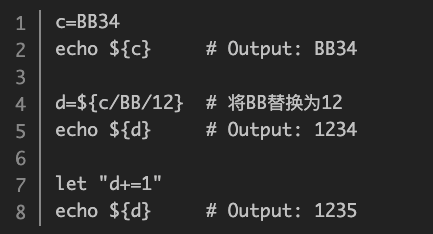 1 c=BB34
2 echo ${c} # Output: BB34
3
4 d=${c/BB/12} # 将BB替换为12
5 echo ${d} # Output: 1234
6
7 let "d+=1"
8 echo ${d} # Output: 1235